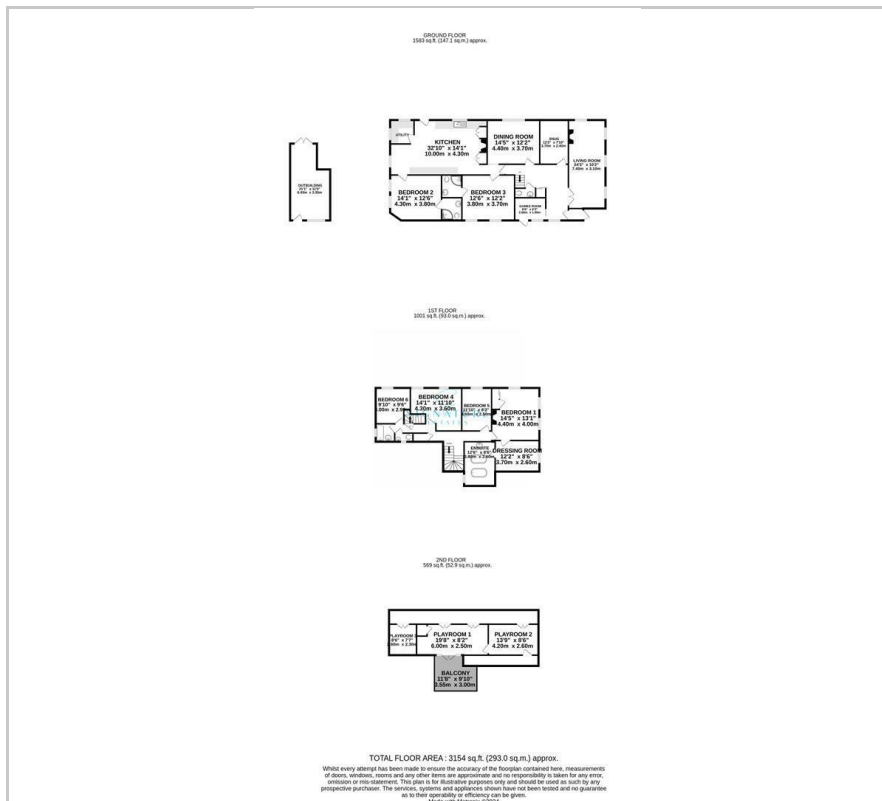 GROUND FLOOR
1583 sq.ft. (147.1 sq.m.) approx.
UTILITY
KITCHEN
32'10" x 14'1"
10.00m x 4.30m
DINING ROOM
14'5" x 12'2"
4.40m x 3.70m
SNUG
LIVING ROOM
7.40m x 3.10m
OUTBUILDING
BEDROOM 2
14'1" x 12'6"
4.30m x 3.80m
BEDROOM 3
12'6" x 12'2"
3.80m x 3.70m
1ST FLOOR
1001 sq.ft. (93.0 sq.m.) approx.
BEDROOM 6
9'10" x 9'6"
BEDROOM 4
14'1" x 11'10"
4.30m x 3.60m
BEDROOM 5
BEDROOM 1
14'5" x 13'1"
4.40m x 4.00m
ENSUITE
DRESSING ROOM
12'2" x 8'6"
3.70m x 2.60m
2ND FLOOR
569 sq.ft. (52.9 sq.m.) approx.
PLAYROOM
PLAYROOM 1
19'8" x 8'2"
6.00m x 2.50m
PLAYROOM 2
13'9" x 8'6"
4.20m x 2.60m
BALCONY
11'8" x 9'10"
3.55m x 3.00m
TOTAL FLOOR AREA : 3154 sq.ft. (293.0 sq.m.) approx.
Whilst every attempt has been made to ensure the accuracy of the floorplan contained here, measurements
of doors, windows, rooms and any other items are approximate and no responsibility is taken for any error,
omission or mis-statement. This plan is for illustrative purposes only and should be used as such by any
prospective purchaser. The services, systems and appliances shown have not been tested and no guarantee
as to their operability or efficiency can be given.
Made with Metropix ©2024